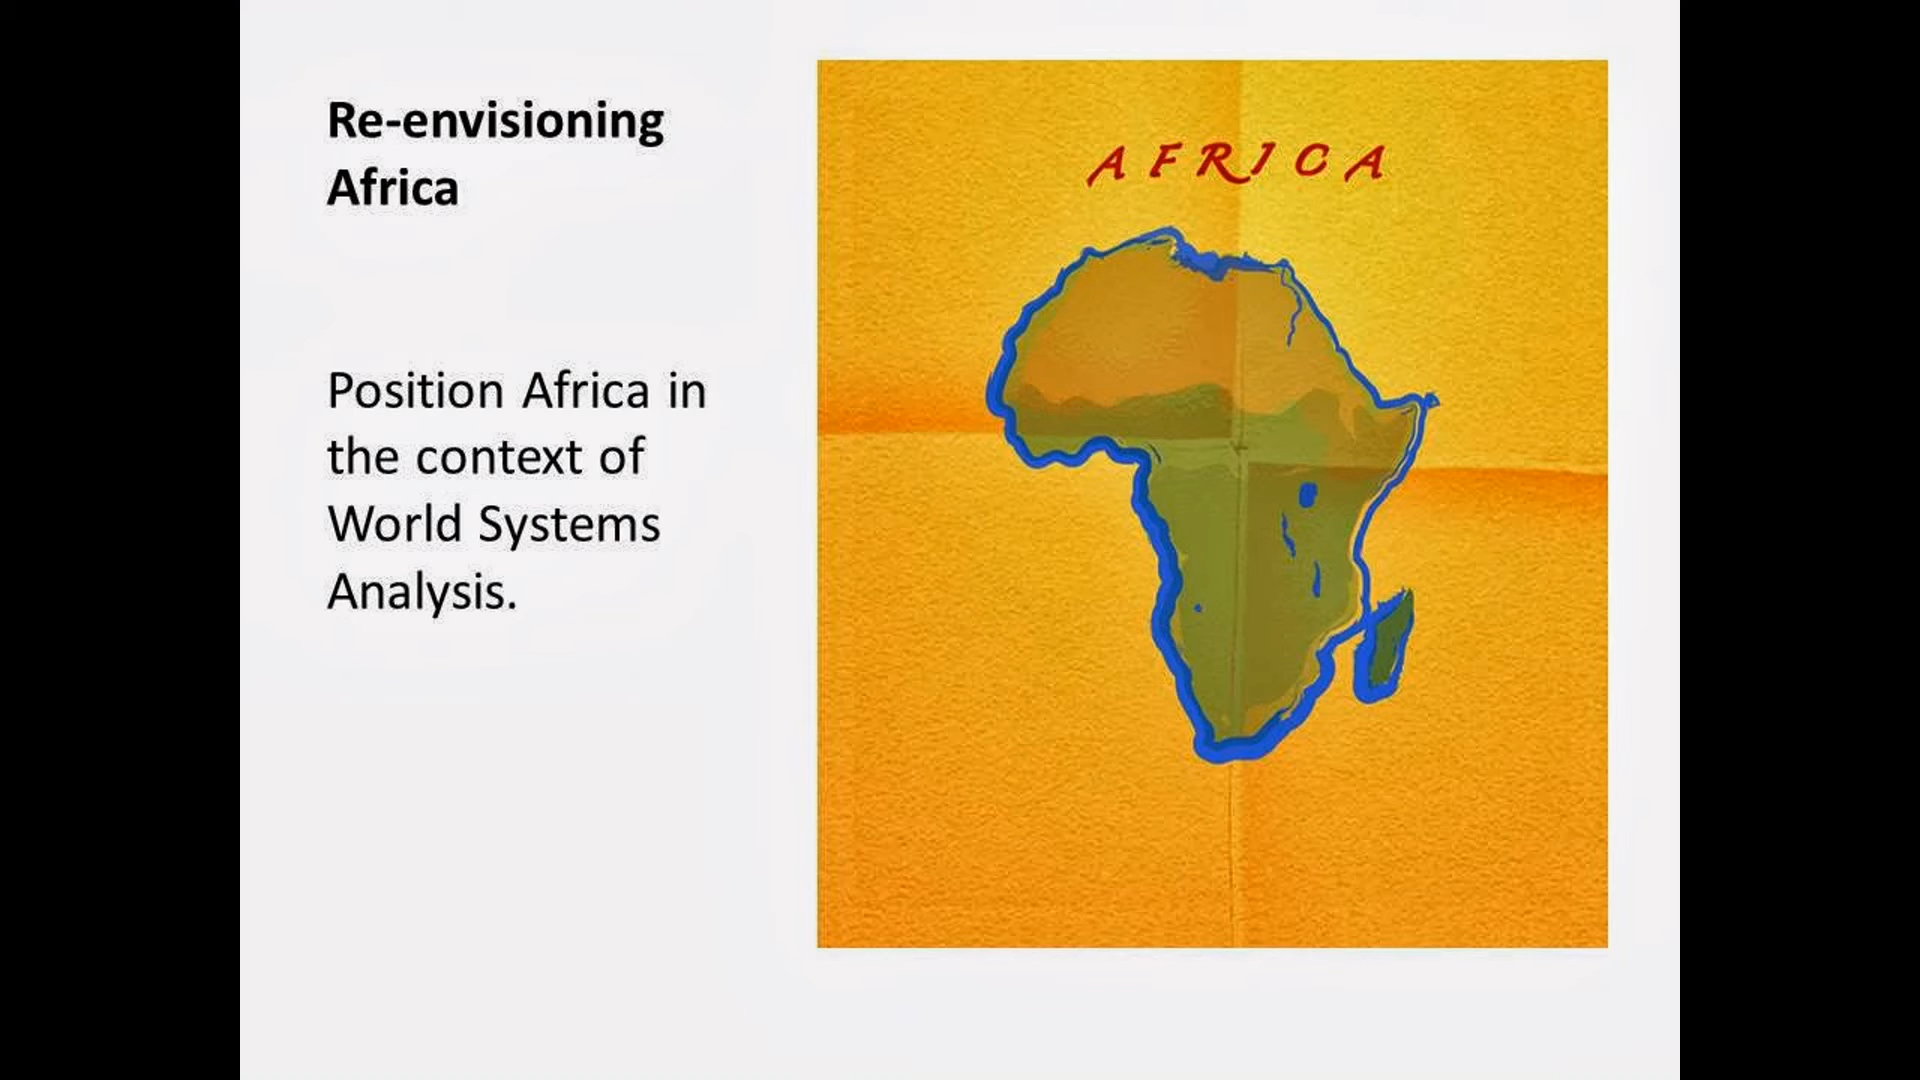 Re-envisioning
Africa
Position Africa in
the context of
World Systems
Analysis.
AFRICA